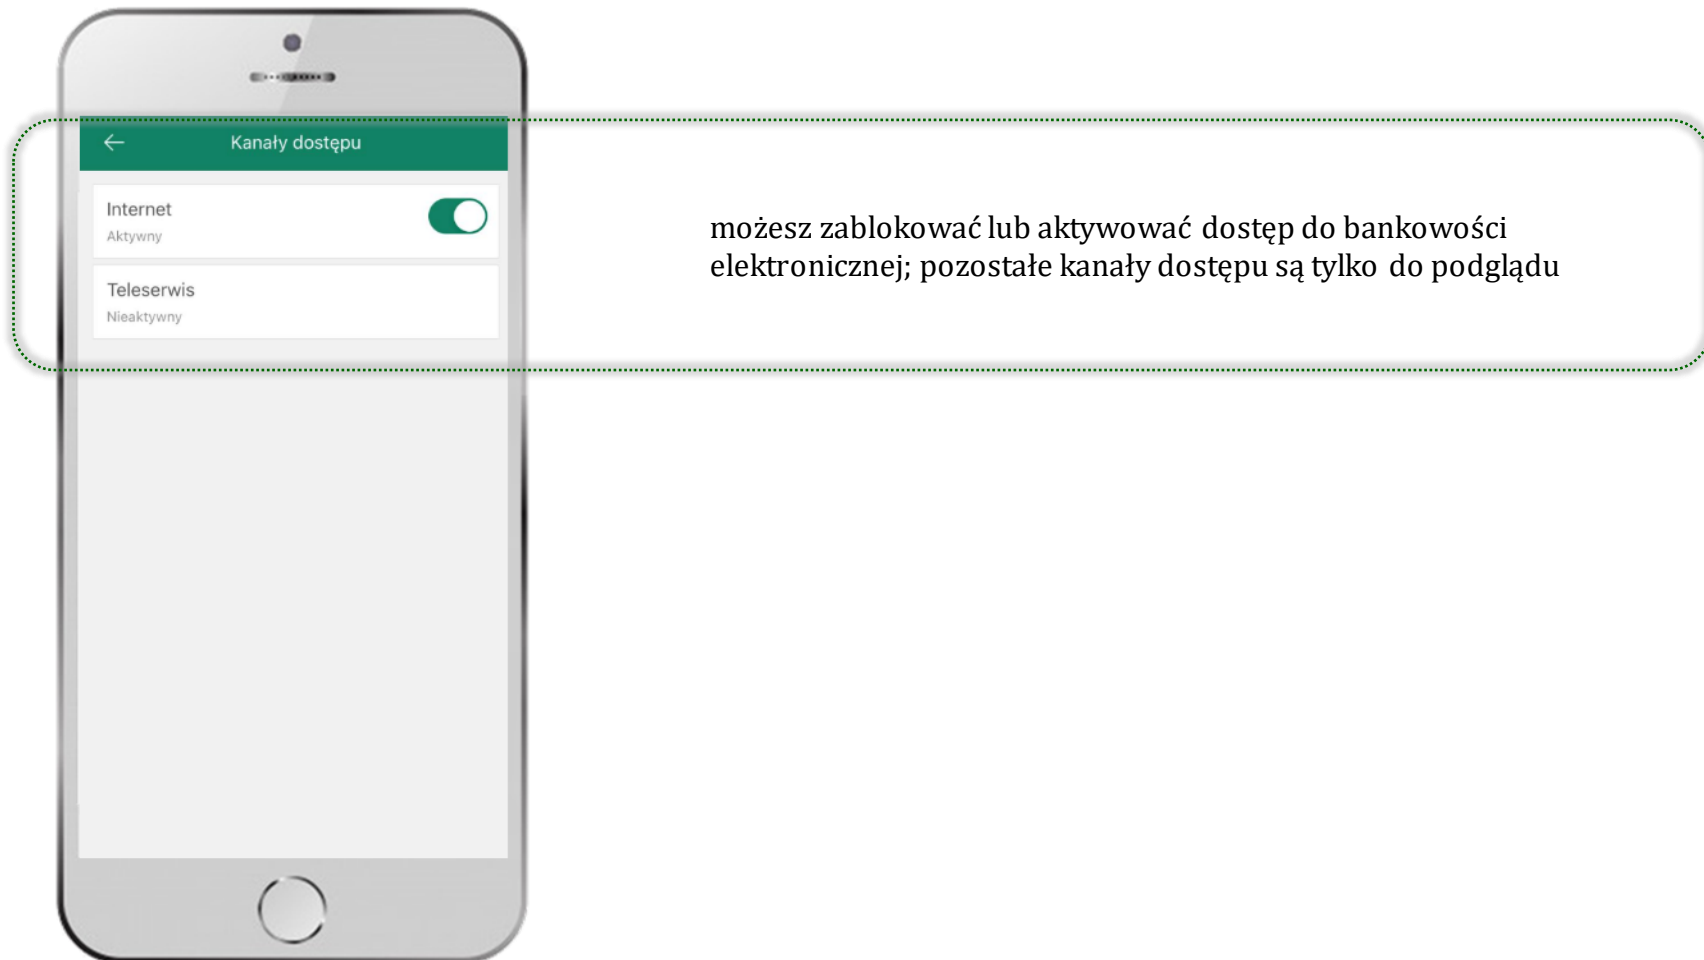 Kanały dostępu
Internet
Aktywny
Teleserwis
Nieaktywny
możesz zablokować lub aktywować dostęp do bankowości
elektronicznej; pozostałe kanały dostępu są tylko do podglądu